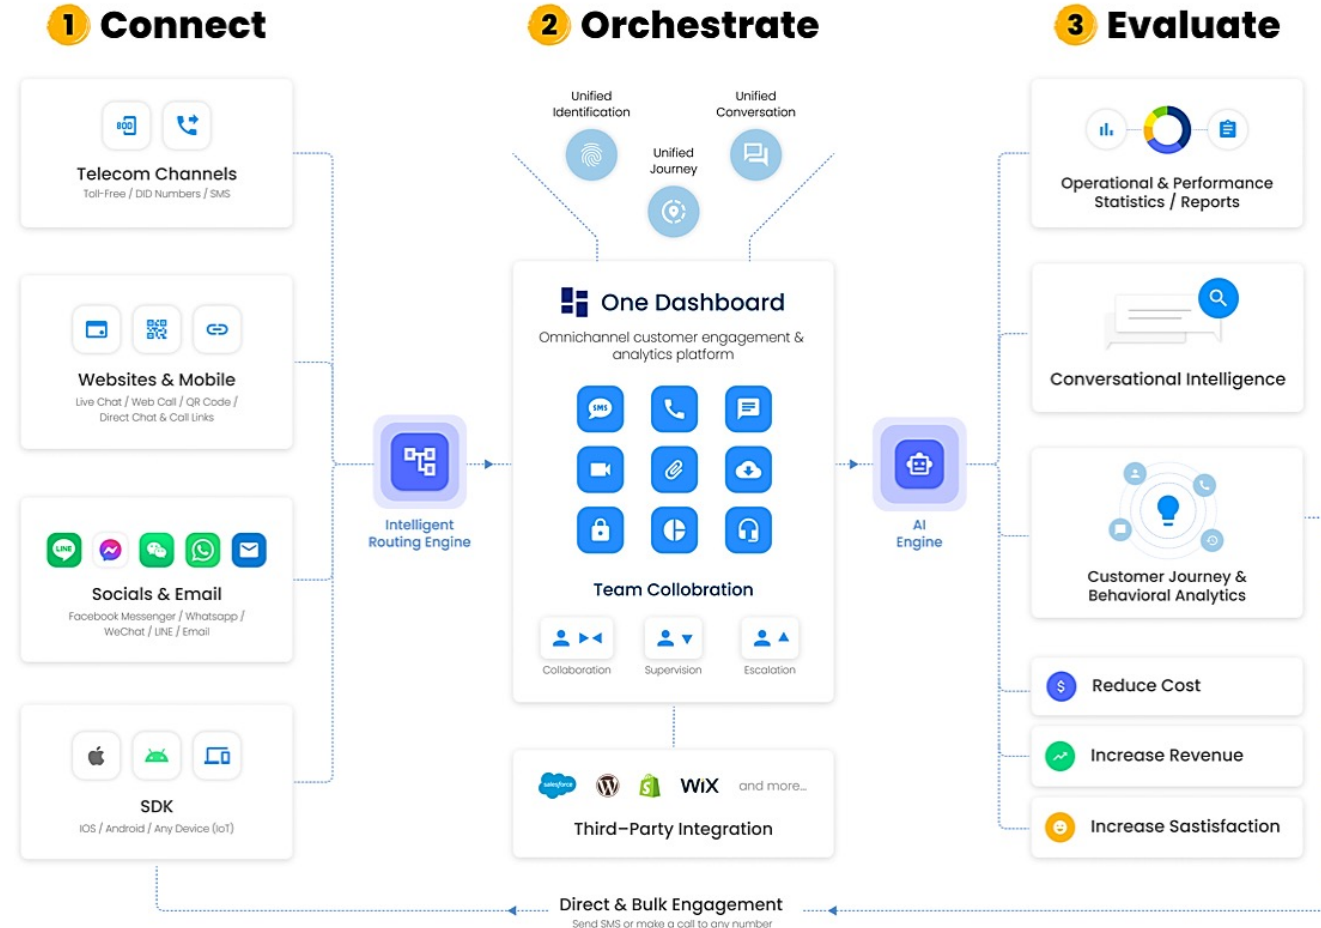 1 Connect
2 Orchestrate
3 Evaluate
Telecom Channels
Toll-Free / DID Numbers / SMS
Websites & Mobile
Live Chat / Web Call / QR Code /
Direct Chat & Call Links
LINE
Socials & Email
Facebook Messenger / Whatsapp /
WeChat / LINE / Email
SDK
IOS / Android / Any Device (IoT)
Intelligent
Routing Engine
Unified
Identification
Unified
Journey
Unified
Conversation
One Dashboard
Omnichannel customer engagement &
analytics platform
SMS
Team Collobration
Collaboration
Supervision
Escalation
salesforce
WiX
and more...
Third-Party Integration
AI
Engine
Operational & Performance
Statistics / Reports
Conversational Intelligence
Customer Journey &
Behavioral Analytics
$
Reduce Cost
Increase Revenue
Increase Sastisfaction
Direct & Bulk Engagement
Send SMS or make a call to any number